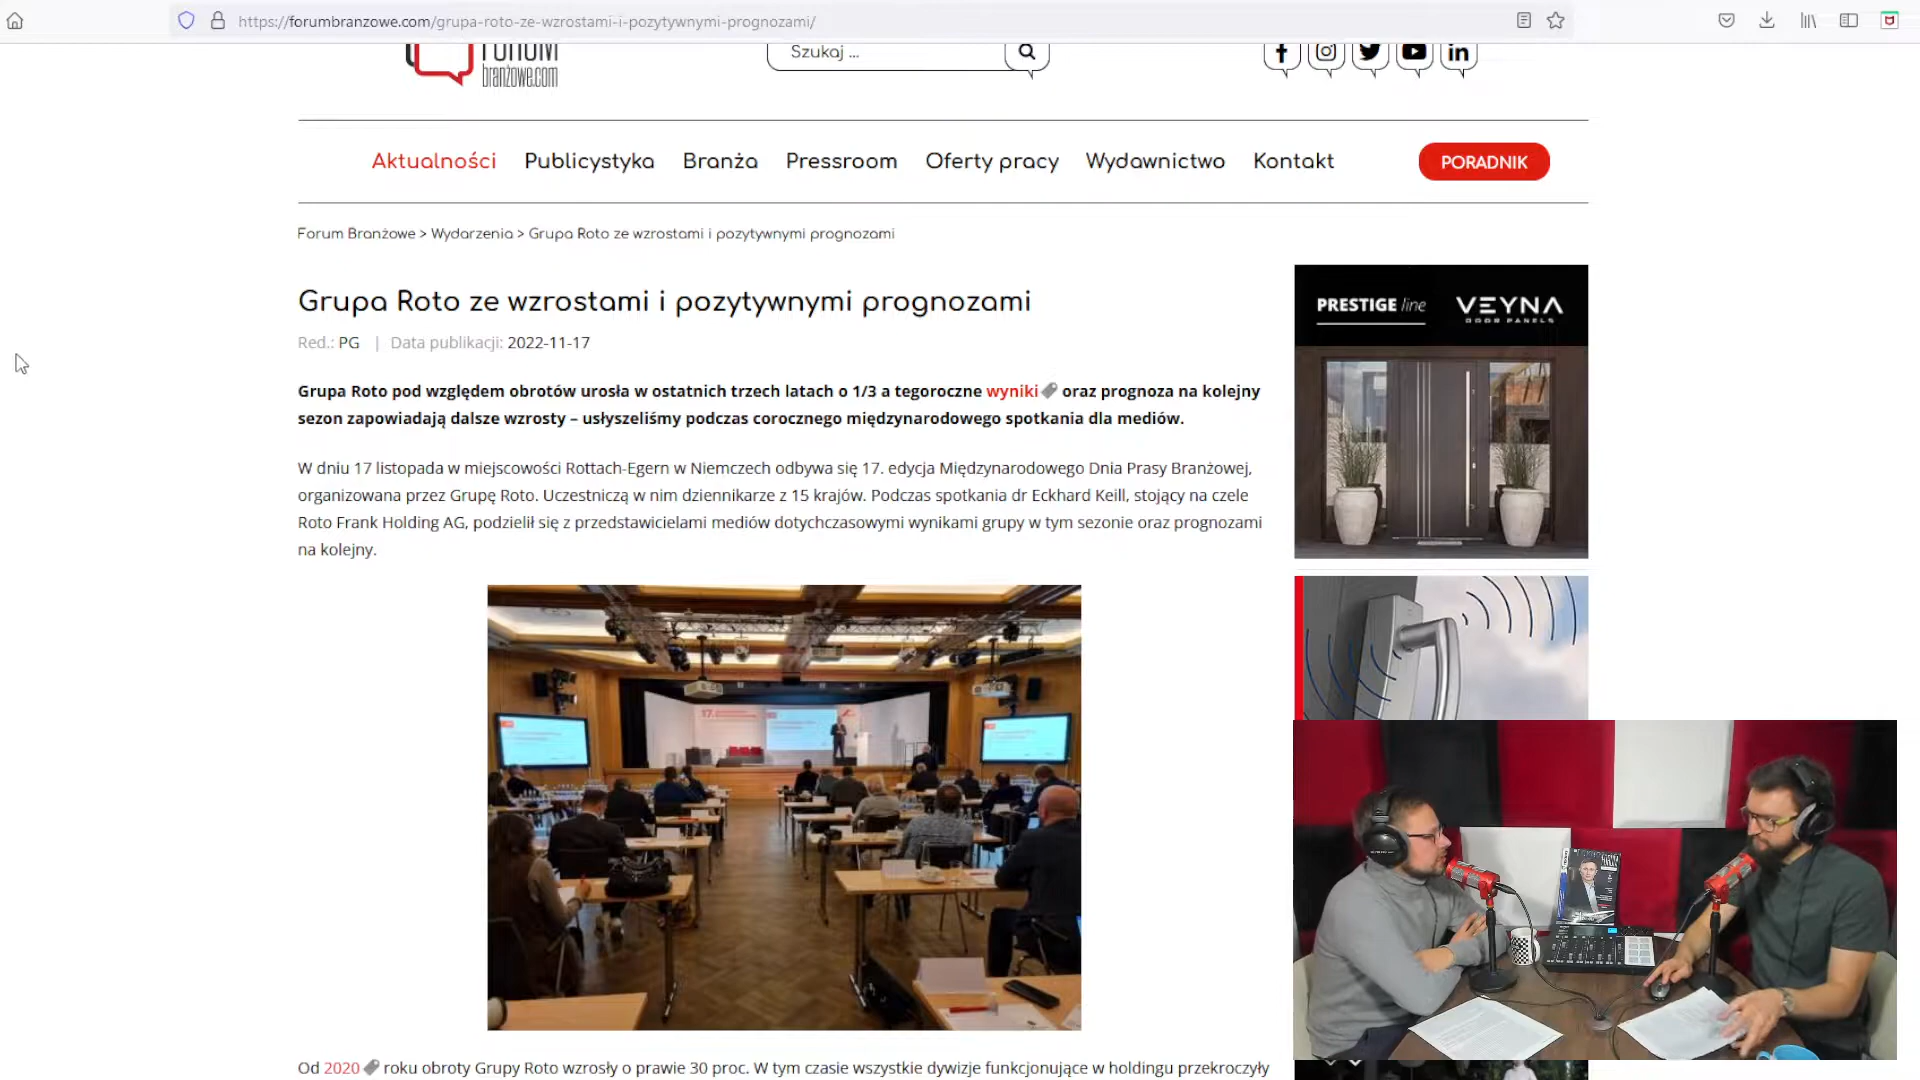 https://forumbranzowe.com/grupa-roto-ze-wzrostami-i-pozytywnymi-prognozami/
FORUM
branżowe.com
Szukaj ...
Aktualności Publicystyka Branża Pressroom Oferty pracy Wydawnictwo Kontakt PORADNIK
Forum Branżowe > Wydarzenia > Grupa Roto ze wzrostami i pozytywnymi prognozami
Grupa Roto ze wzrostami i pozytywnymi prognozami
Red.: PG | Data publikacji: 2022-11-17
Grupa Roto pod względem obrotów urosła w ostatnich trzech latach o 1/3 a tegoroczne wyniki oraz prognoza na kolejny
sezon zapowiadają dalsze wzrosty – usłyszeliśmy podczas corocznego międzynarodowego spotkania dla mediów.
W dniu 17 listopada w miejscowości Rottach-Egern w Niemczech odbywa się 17. edycja Międzynarodowego Dnia Prasy Branżowej,
organizowana przez Grupę Roto. Uczestniczą w nim dziennikarze z 15 krajów. Podczas spotkania dr Eckhard Keill, stojący na czele
Roto Frank Holding AG, podzielił się z przedstawicielami mediów dotychczasowymi wynikami grupy w tym sezonie oraz prognozami
na kolejny.
Od 2020 roku obroty Grupy Roto wzrosły o prawie 30 proc. W tym czasie wszystkie dywizje funkcjonujące w holdingu przekroczyły
PRESTIGE line VEYNA
DOOR PANELS
17.